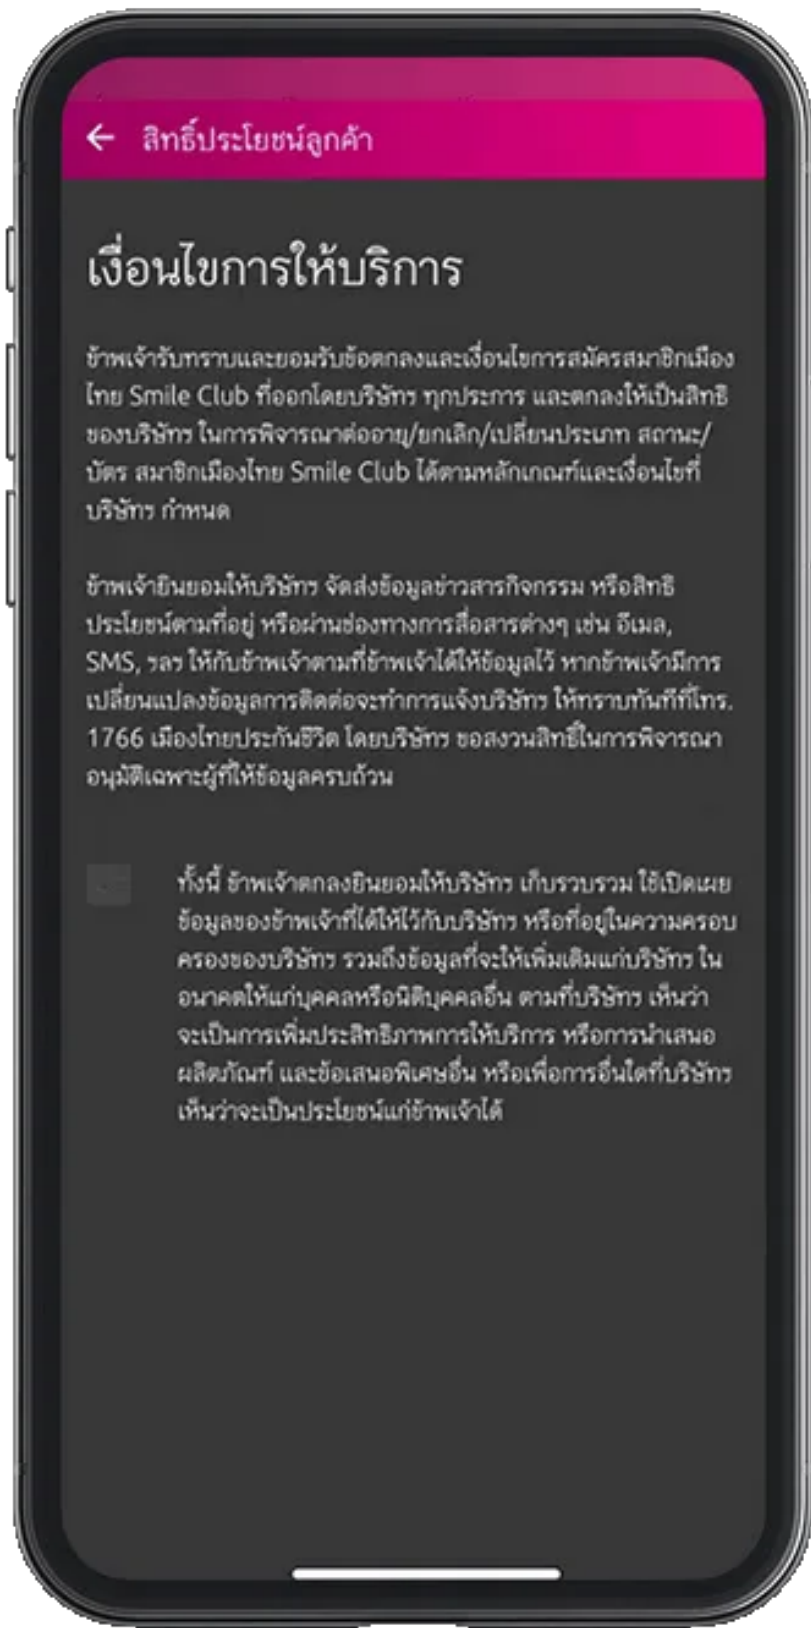 สิทธิ์ประโยชน์ลูกค้า
เงื่อนไขการให้บริการ
ข้าพเจ้ารับทราบและยอมรับข้อตกลงและเงื่อนไขการสมัครสมาชิกเมือง
ไทย Smile Club ที่ออกโดยบริษัทฯ ทุกประการ และตกลงให้เป็นสิทธิ
ของบริษัทฯ ในการพิจารณาต่ออายุ/ยกเลิก/เปลี่ยนประเภท สถานะ/
บัตร สมาชิกเมืองไทย Smile Club ได้ตามหลักเกณฑ์และเงื่อนไขที่
บริษัทฯ กำหนด
ข้าพเจ้ายินยอมให้บริษัทฯ จัดส่งข้อมูลข่าวสารกิจกรรม หรือสิทธิ
ประโยชน์ตามที่อยู่ หรือผ่านช่องทางการสื่อสารต่างๆ เช่น อีเมล,
SMS, ฯลฯ ให้กับข้าพเจ้าตามที่ข้าพเจ้าได้ให้ข้อมูลไว้ หากข้าพเจ้ามีการ
เปลี่ยนแปลงข้อมูลการติดต่อจะทำการแจ้งบริษัทฯ ให้ทราบทันทีที่โทร.
1766 เมืองไทยประกันชีวิต โดยบริษัทฯ ขอสงวนสิทธิ์ในการพิจารณา
อนุมัติเฉพาะผู้ที่ให้ข้อมูลครบถ้วน
ทั้งนี้ ข้าพเจ้าตกลงยินยอมให้บริษัทฯ เก็บรวบรวม ใช้เปิดเผย
ข้อมูลของข้าพเจ้าที่ได้ให้ไว้กับบริษัทฯ หรือที่อยู่ในความครอบ
ครองของบริษัทฯ รวมถึงข้อมูลที่จะให้เพิ่มเติมแก่บริษัทฯ ใน
อนาคตให้แก่บุคคลหรือนิติบุคคลอื่น ตามที่บริษัทฯ เห็นว่า
จะเป็นการเพิ่มประสิทธิภาพการให้บริการ หรือการนำเสนอ
ผลิตภัณฑ์ และข้อเสนอพิเศษอื่น หรือเพื่อการอื่นใดที่บริษัทฯ
เห็นว่าจะเป็นประโยชน์แก่ข้าพเจ้าได้